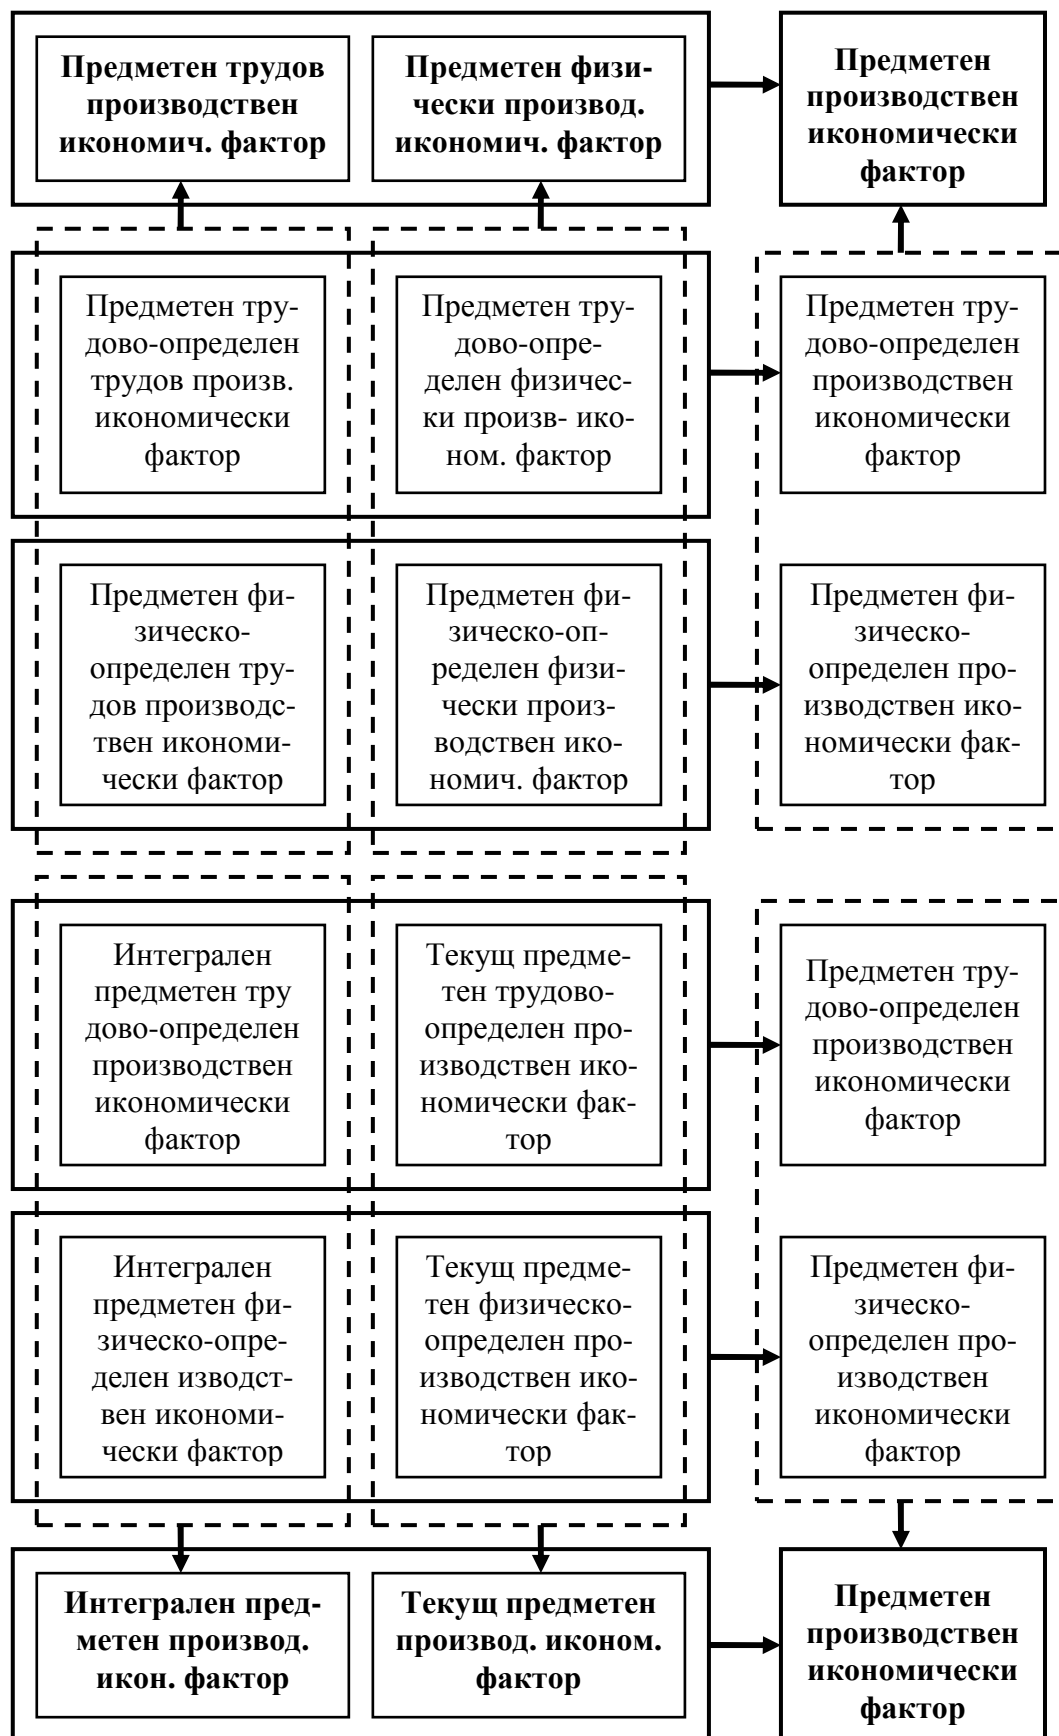 Предметен трудов
производствен
икономич. фактор
Предметен физи-
чески производ.
икономич. фактор
Предметен
производствен
икономически
фактор
Предметен тру-
дово-определен
трудов произв.
икономически
фактор
Предметен тру-
дово-опре-
делен физичес-
ки произв- ико-
ном. фактор
Предметен тру-
дово-определен
производствен
икономически
фактор
Предметен фи-
зическо-
определен тру-
дов производс-
твен икономи-
чески фактор
Предметен фи-
зическо-оп-
ределен физи-
чески произ-
водствен ико-
номич. фактор
Предметен фи-
зическо-
определен про-
изводствен ико-
номически фак-
тор
Интегрален
предметен тру
дово-определен
производствен
икономически
фактор
Текущ предме-
тен трудово-
определен про-
изводствен ико-
номически фак-
тор
Предметен тру-
дово-определен
производствен
икономически
фактор
Интегрален
предметен фи-
зическо-опре-
делен изводст-
вен икономи-
чески фактор
Текущ предме-
тен физическо-
определен про-
изводствен ико-
номически фак-
тор
Предметен фи-
зическо-
определен про-
изводствен
икономически
фактор
Интегрален пред-
метен производ.
икон. фактор
Текущ предметен
производ. иконом.
фактор
Предметен
производствен
икономически
фактор